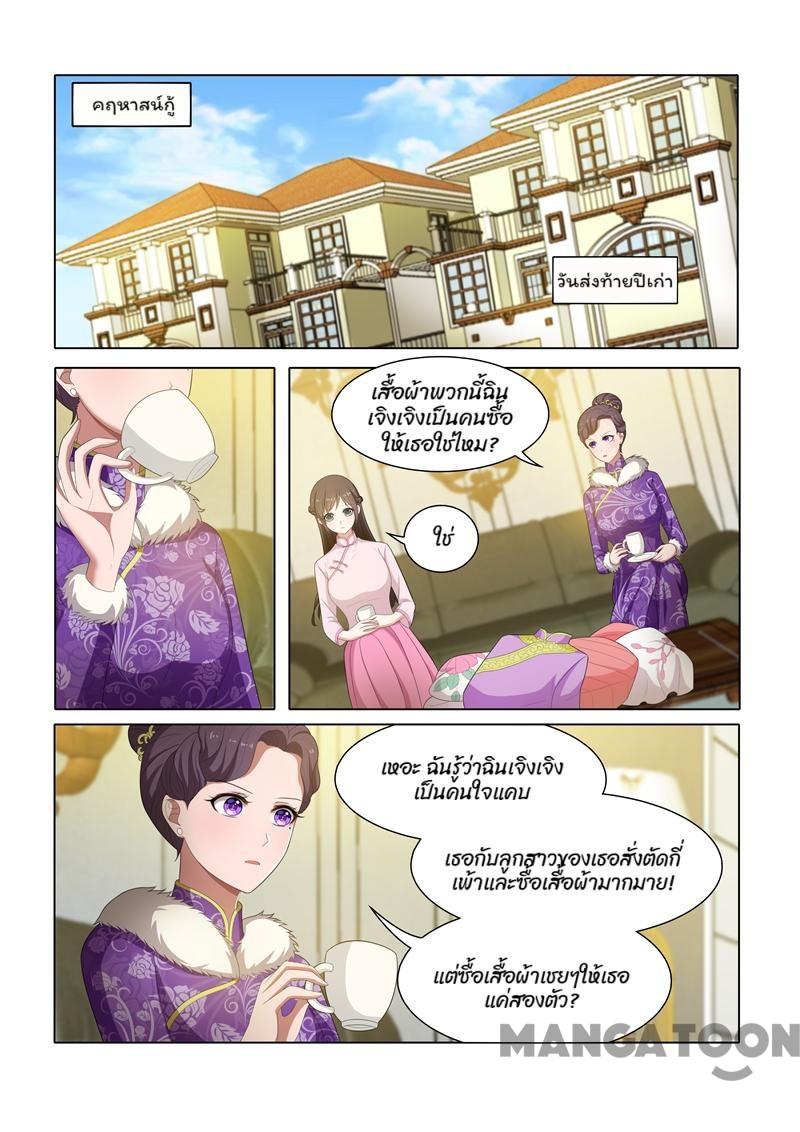 คฤหาสน์กู้
วันส่งท้ายปีเก่า
เสื้อผ้าพวกนี้ฉิน
เจิงเจิงเป็นคนซื้อ
ให้เธอใช่ไหม?
ใช่
เหอะ ฉันรู้ว่าฉินเจิงเจิง
เป็นคนใจแคบ
เธอกับลูกสาวของเธอสั่งตัดกี่
เพ้าและซื้อเสื้อผ้ามากมาย!
แต่ซื้อเสื้อผ้าเชยๆให้เธอ
แค่สองตัว?
MANGATOON